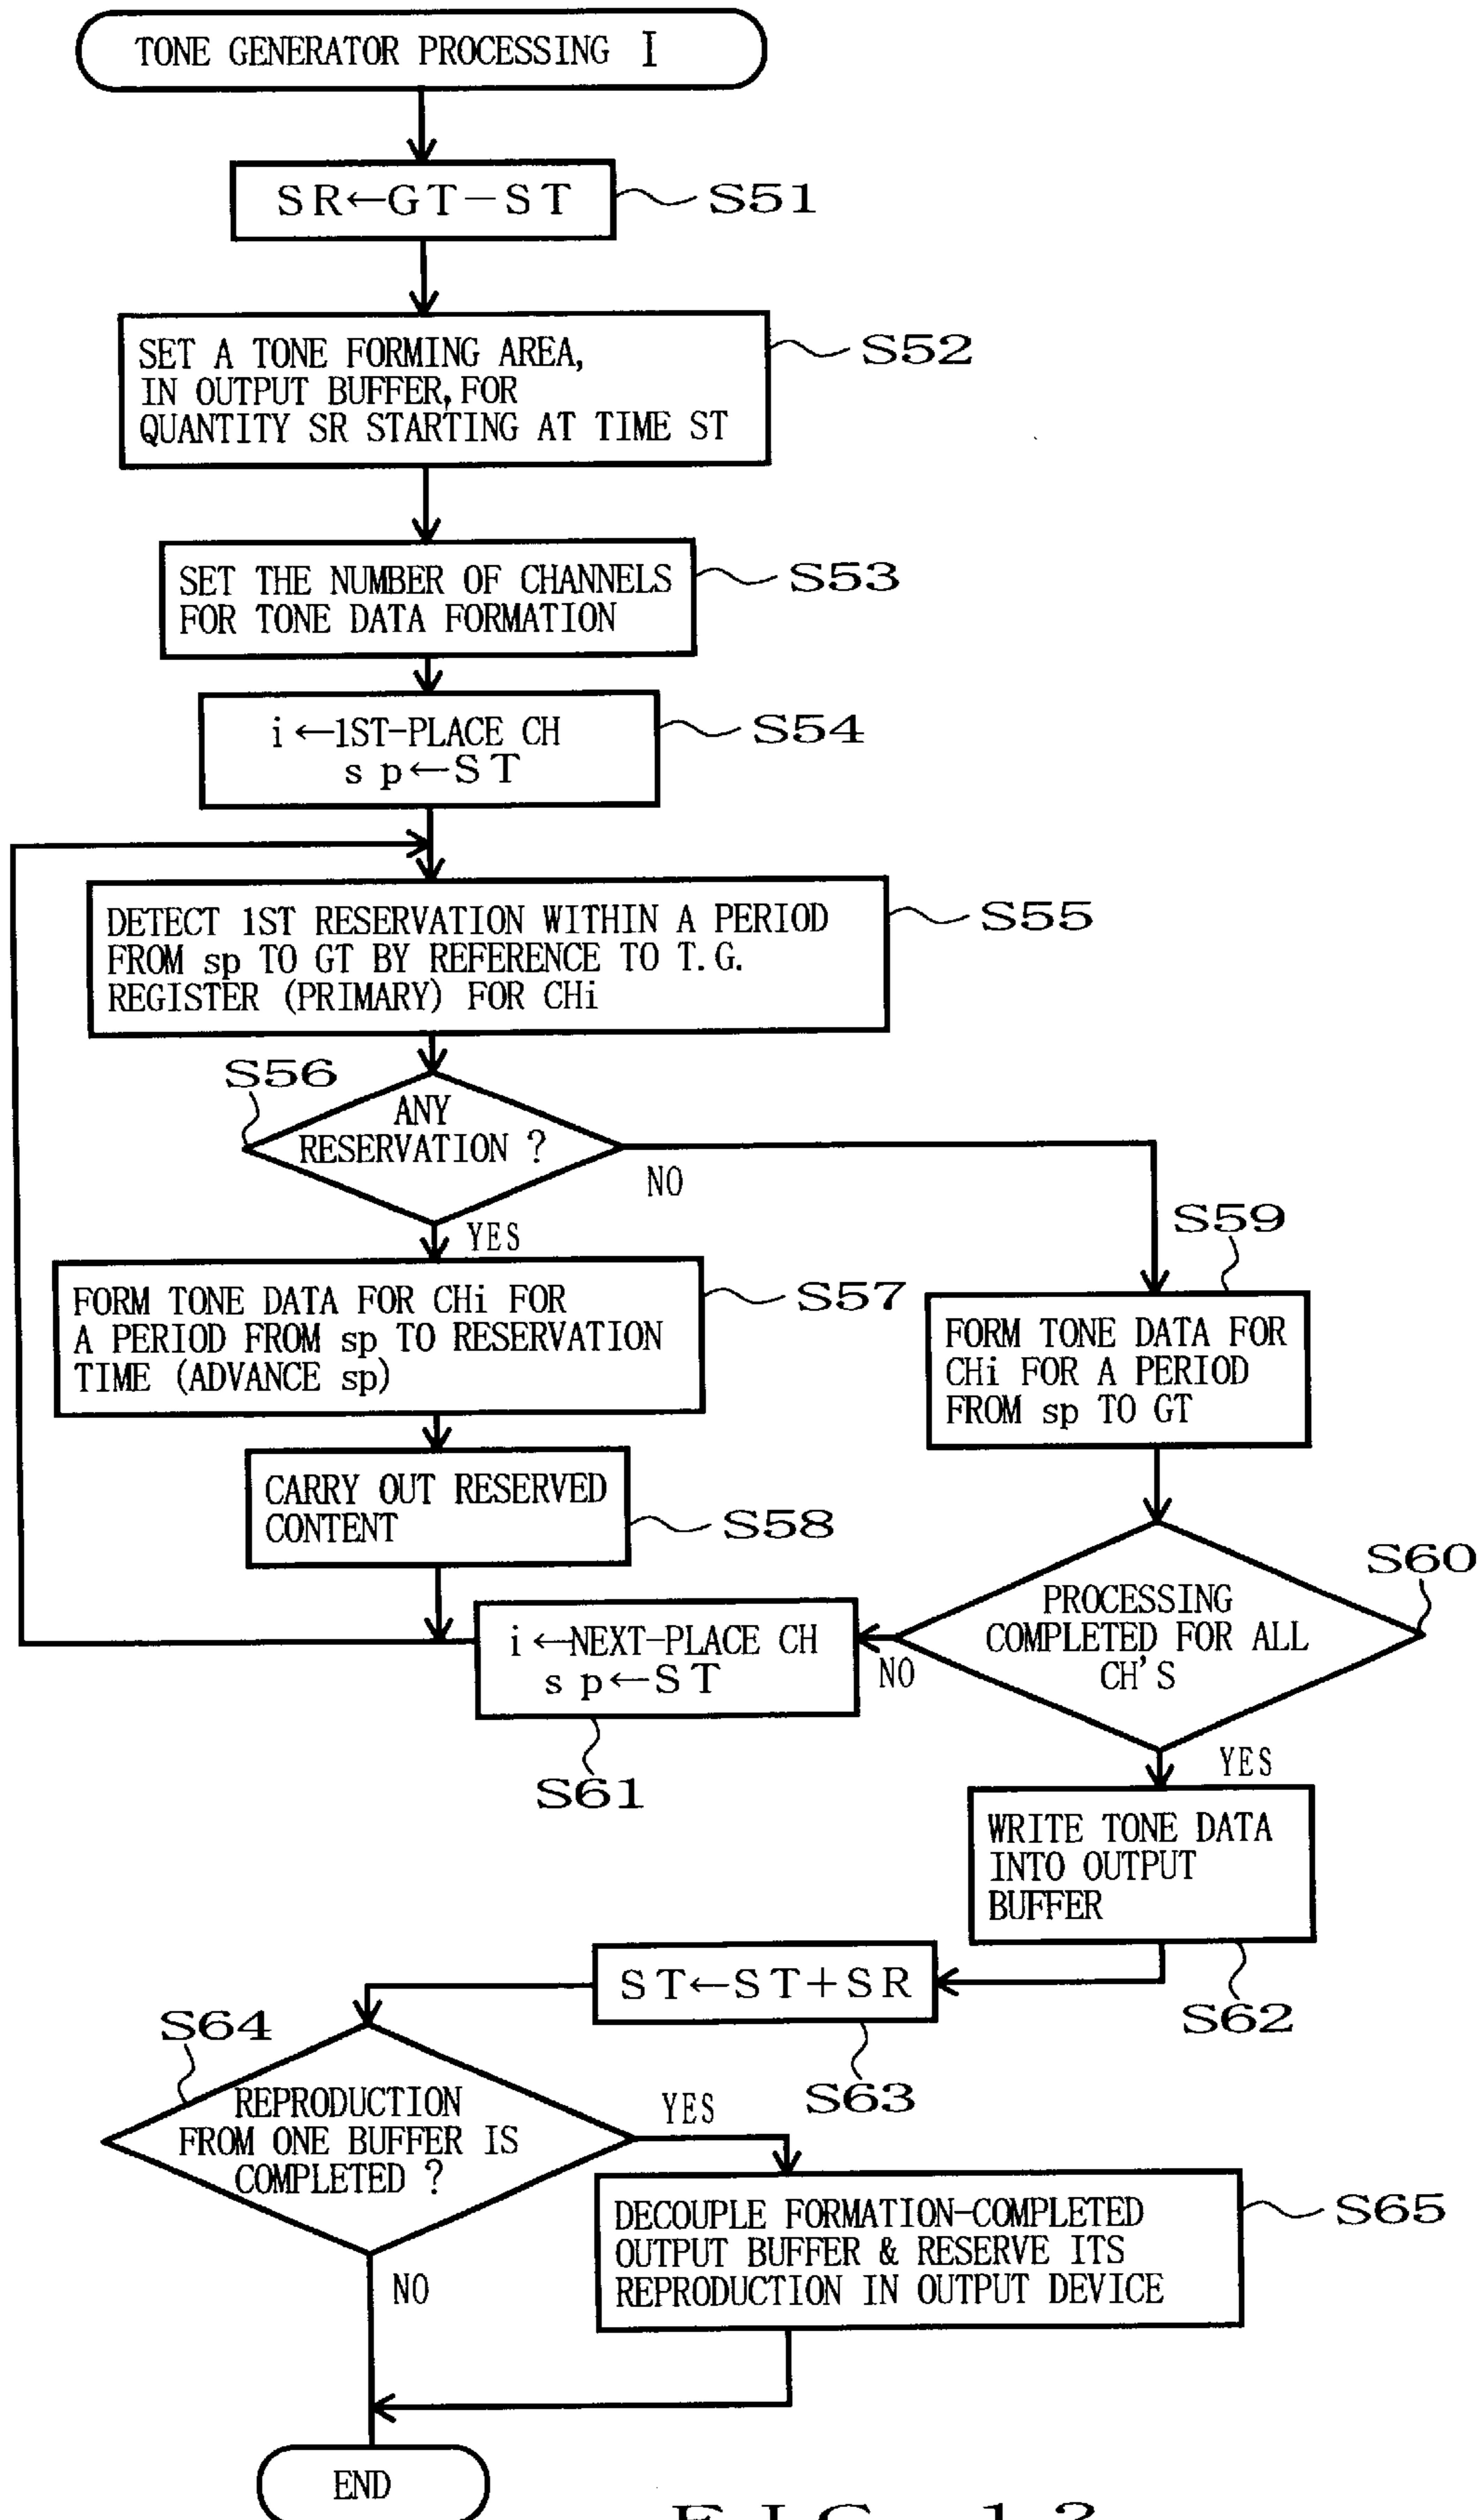 TONE GENERATOR PROCESSING I
SR←GT−ST
S51
SET A TONE FORMING AREA,
IN OUTPUT BUFFER, FOR
QUANTITY SR STARTING AT TIME ST
S52
SET THE NUMBER OF CHANNELS
FOR TONE DATA FORMATION
S53
i←1ST-PLACE CH
sp←ST
S54
DETECT 1ST RESERVATION WITHIN A PERIOD
FROM sp TO GT BY REFERENCE TO T.G.
REGISTER (PRIMARY) FOR CHi
S55
S56
ANY
RESERVATION ?
NO
YES
FORM TONE DATA FOR CHi FOR
A PERIOD FROM sp TO RESERVATION
TIME (ADVANCE sp)
S57
S59
FORM TONE DATA FOR
CHi FOR A PERIOD
FROM sp TO GT
CARRY OUT RESERVED
CONTENT
S58
S60
PROCESSING
COMPLETED FOR ALL
CH'S
NO
YES
i←NEXT-PLACE CH
sp←ST
S61
WRITE TONE DATA
INTO OUTPUT
BUFFER
S62
ST←ST+SR
S63
S64
REPRODUCTION
FROM ONE BUFFER IS
COMPLETED ?
YES
NO
DECOUPLE FORMATION-COMPLETED
OUTPUT BUFFER & RESERVE ITS
REPRODUCTION IN OUTPUT DEVICE
S65
END